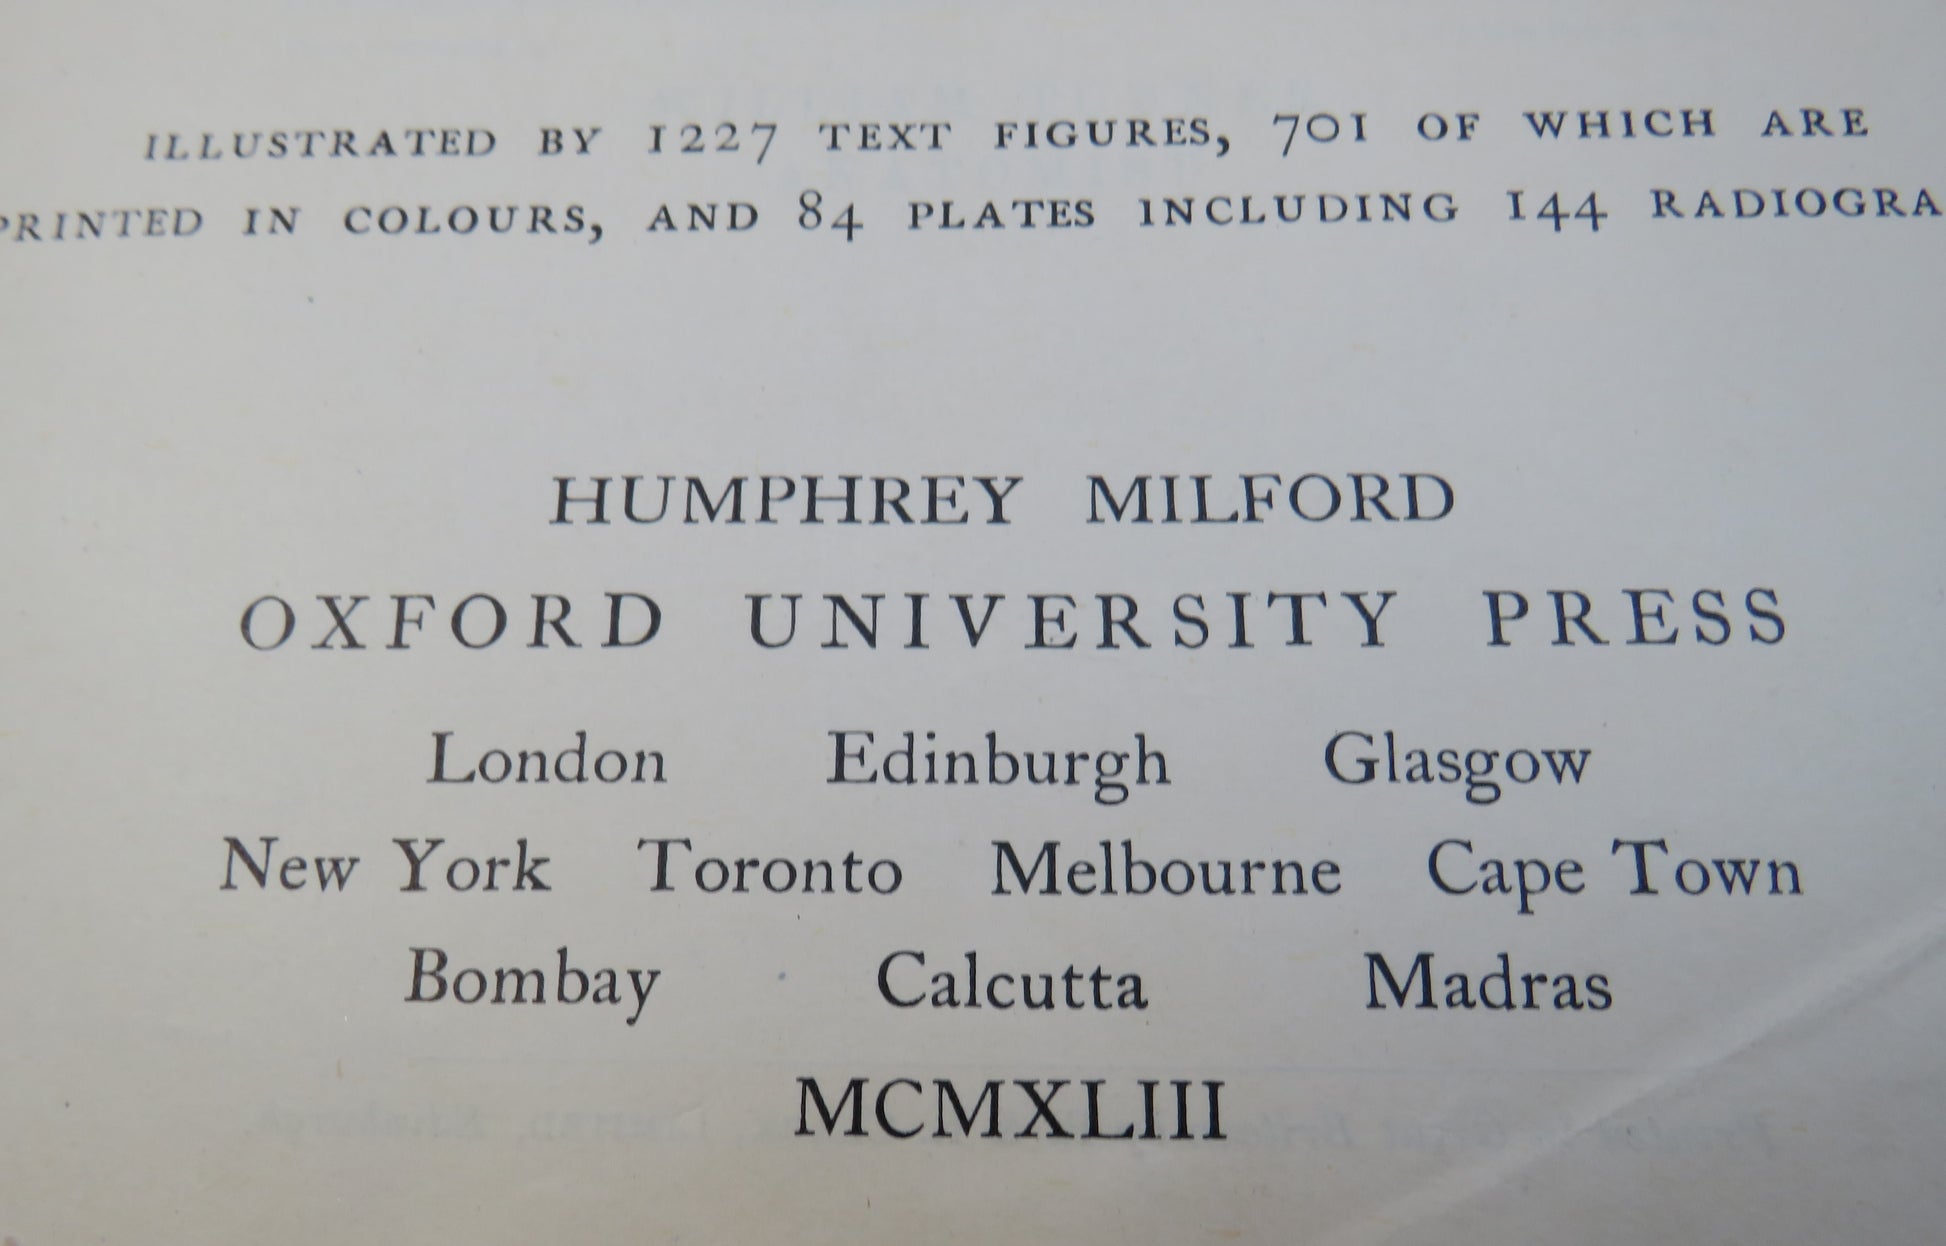 ILLUSTRATED BY 1227 TEXT FIGURES, 701 OF WHICH ARE
PRINTED IN COLOURS, AND 84 PLATES INCLUDING 144 RADIOGRA
HUMPHREY MILFORD
OXFORD UNIVERSITY PRESS
London Edinburgh Glasgow
New York Toronto Melbourne Cape Town
Bombay Calcutta Madras
MCMXLIII